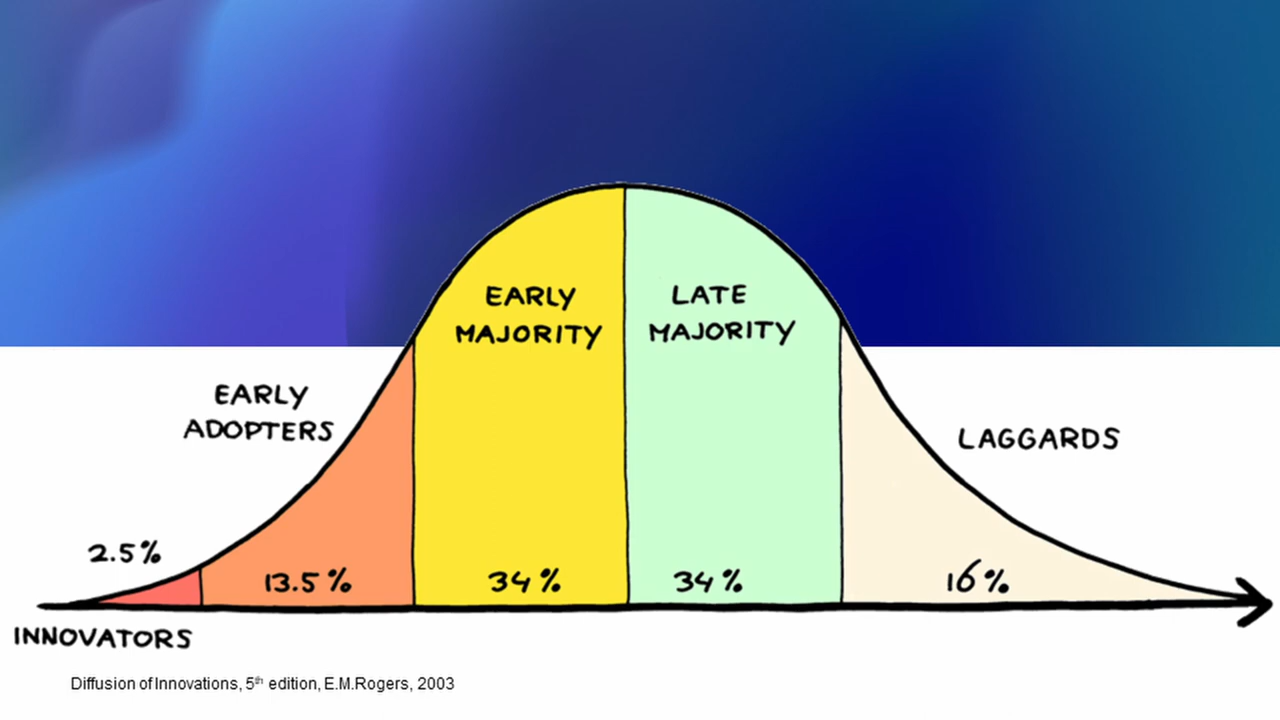 EARLY
MAJORITY
LATE
MAJORITY
EARLY
ADOPTERS
LAGGARDS
2.5%
13.5%
34%
34%
16%
INNOVATORS
Diffusion of Innovations, 5th edition, E.M.Rogers, 2003